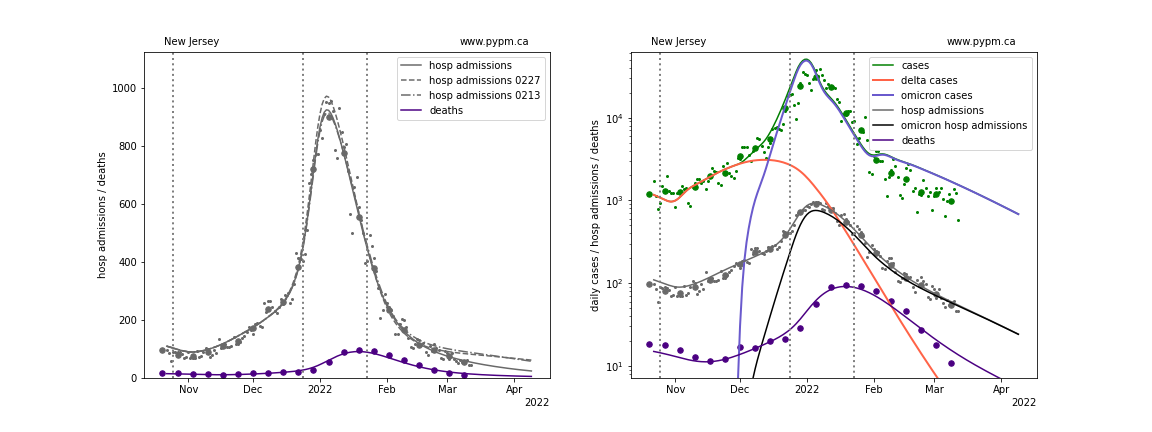 New Jersey www.pypm.ca
hosp admissions
hosp admissions 0227
hosp admissions 0213
deaths
hosp admissions / deaths
1000
800
600
400
200
0
Nov Dec 2022 Feb Mar Apr
2022
New Jersey www.pypm.ca
cases
delta cases
omicron cases
hosp admissions
omicron hosp admissions
deaths
daily cases / hosp admissions / deaths
10⁴
10³
10²
10¹
Nov Dec 2022 Feb Mar Apr
2022